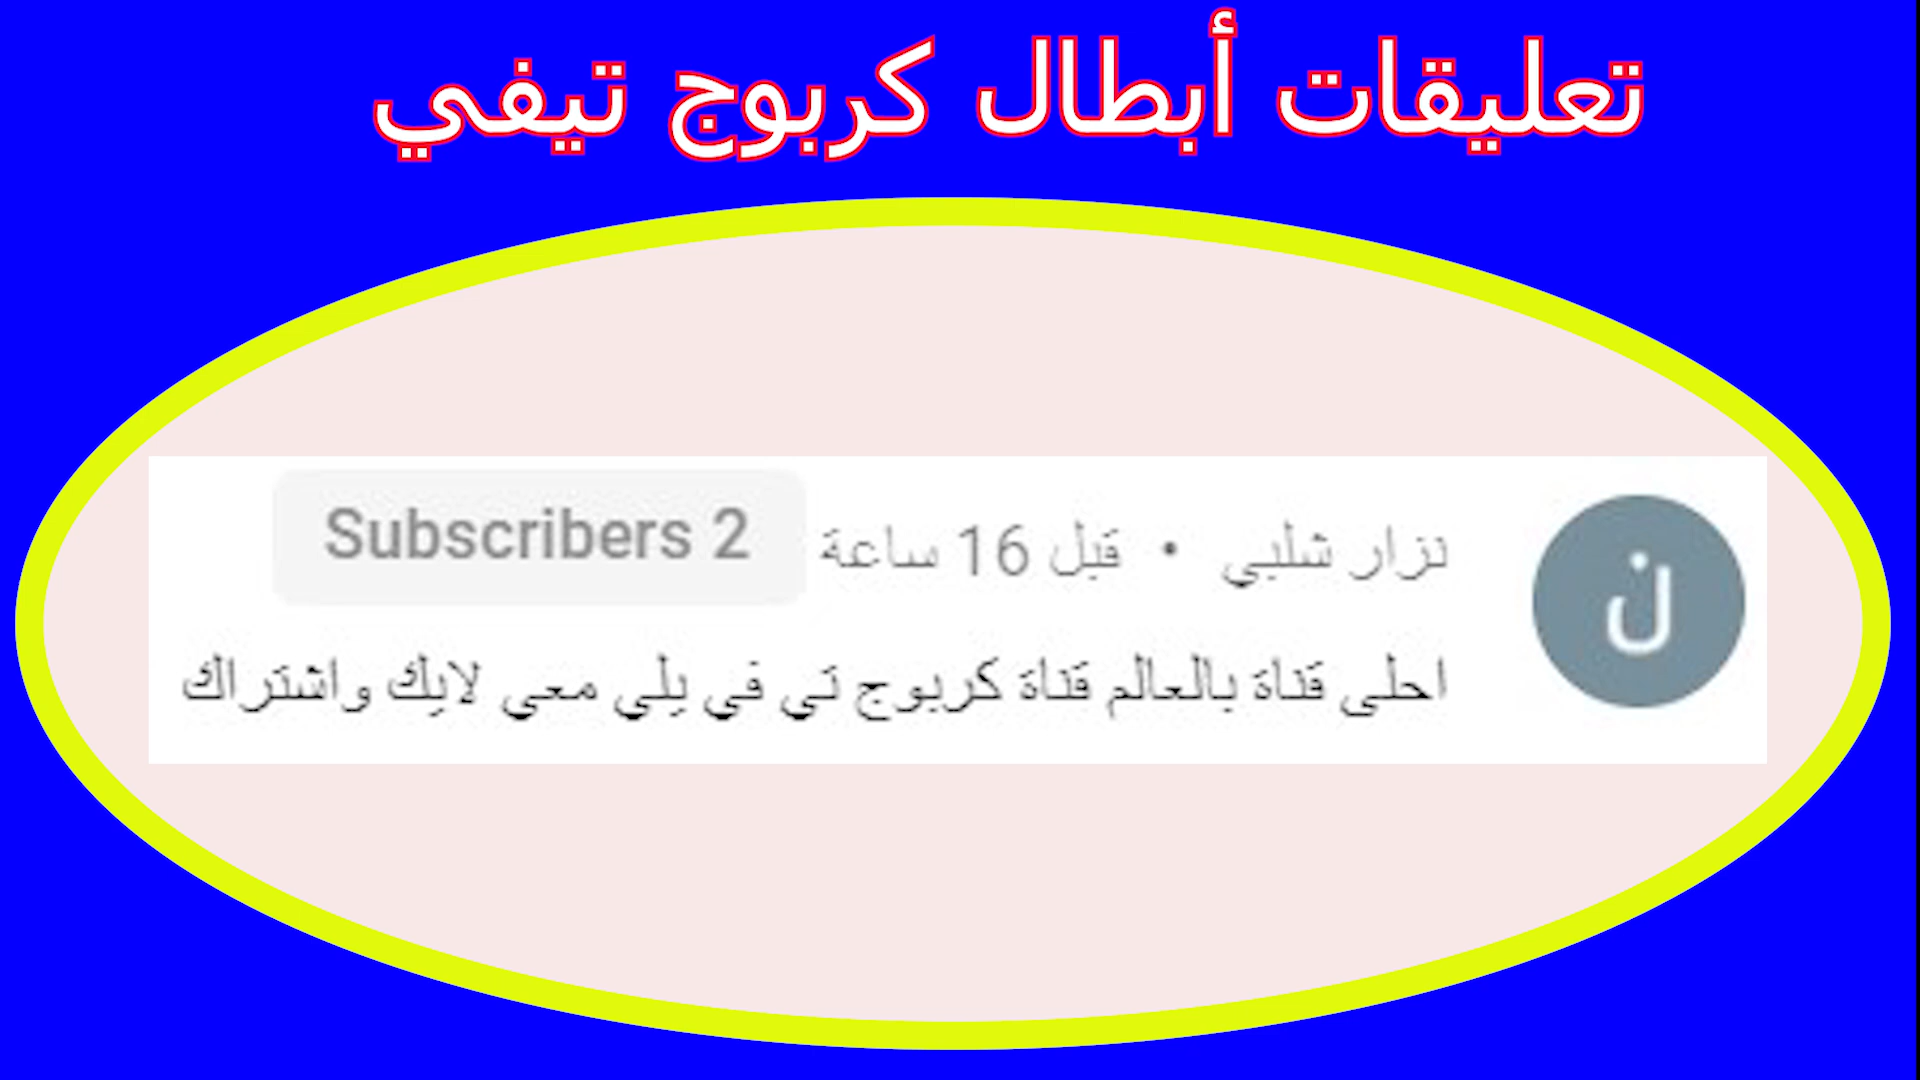 تعليقات أبطال كربوج تيفي
ن
نزار شلبي • قبل 16 ساعة Subscribers 2
احلى قناة بالعالم قناة كربوج تي في يلي معي لايك واشتراك